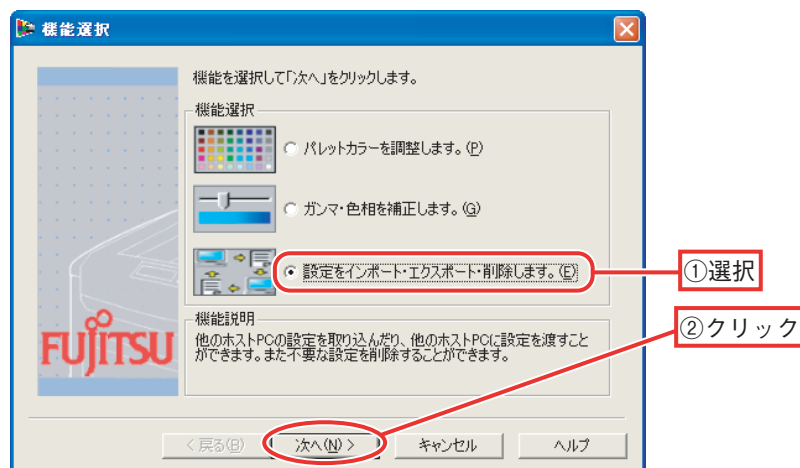 機能選択
機能を選択して「次へ」をクリックします。
機能選択
パレットカラーを調整します。(P)
ガンマ・色相を補正します。(G)
設定をインポート・エクスポート・削除します。(E)
①選択
機能説明
他のホストPCの設定を取り込んだり、他のホストPCに設定を渡すこと
ができます。また不要な設定を削除することができます。
②クリック
FUJITSU
< 戻る(B)
次へ(N) >
キャンセル
ヘルプ